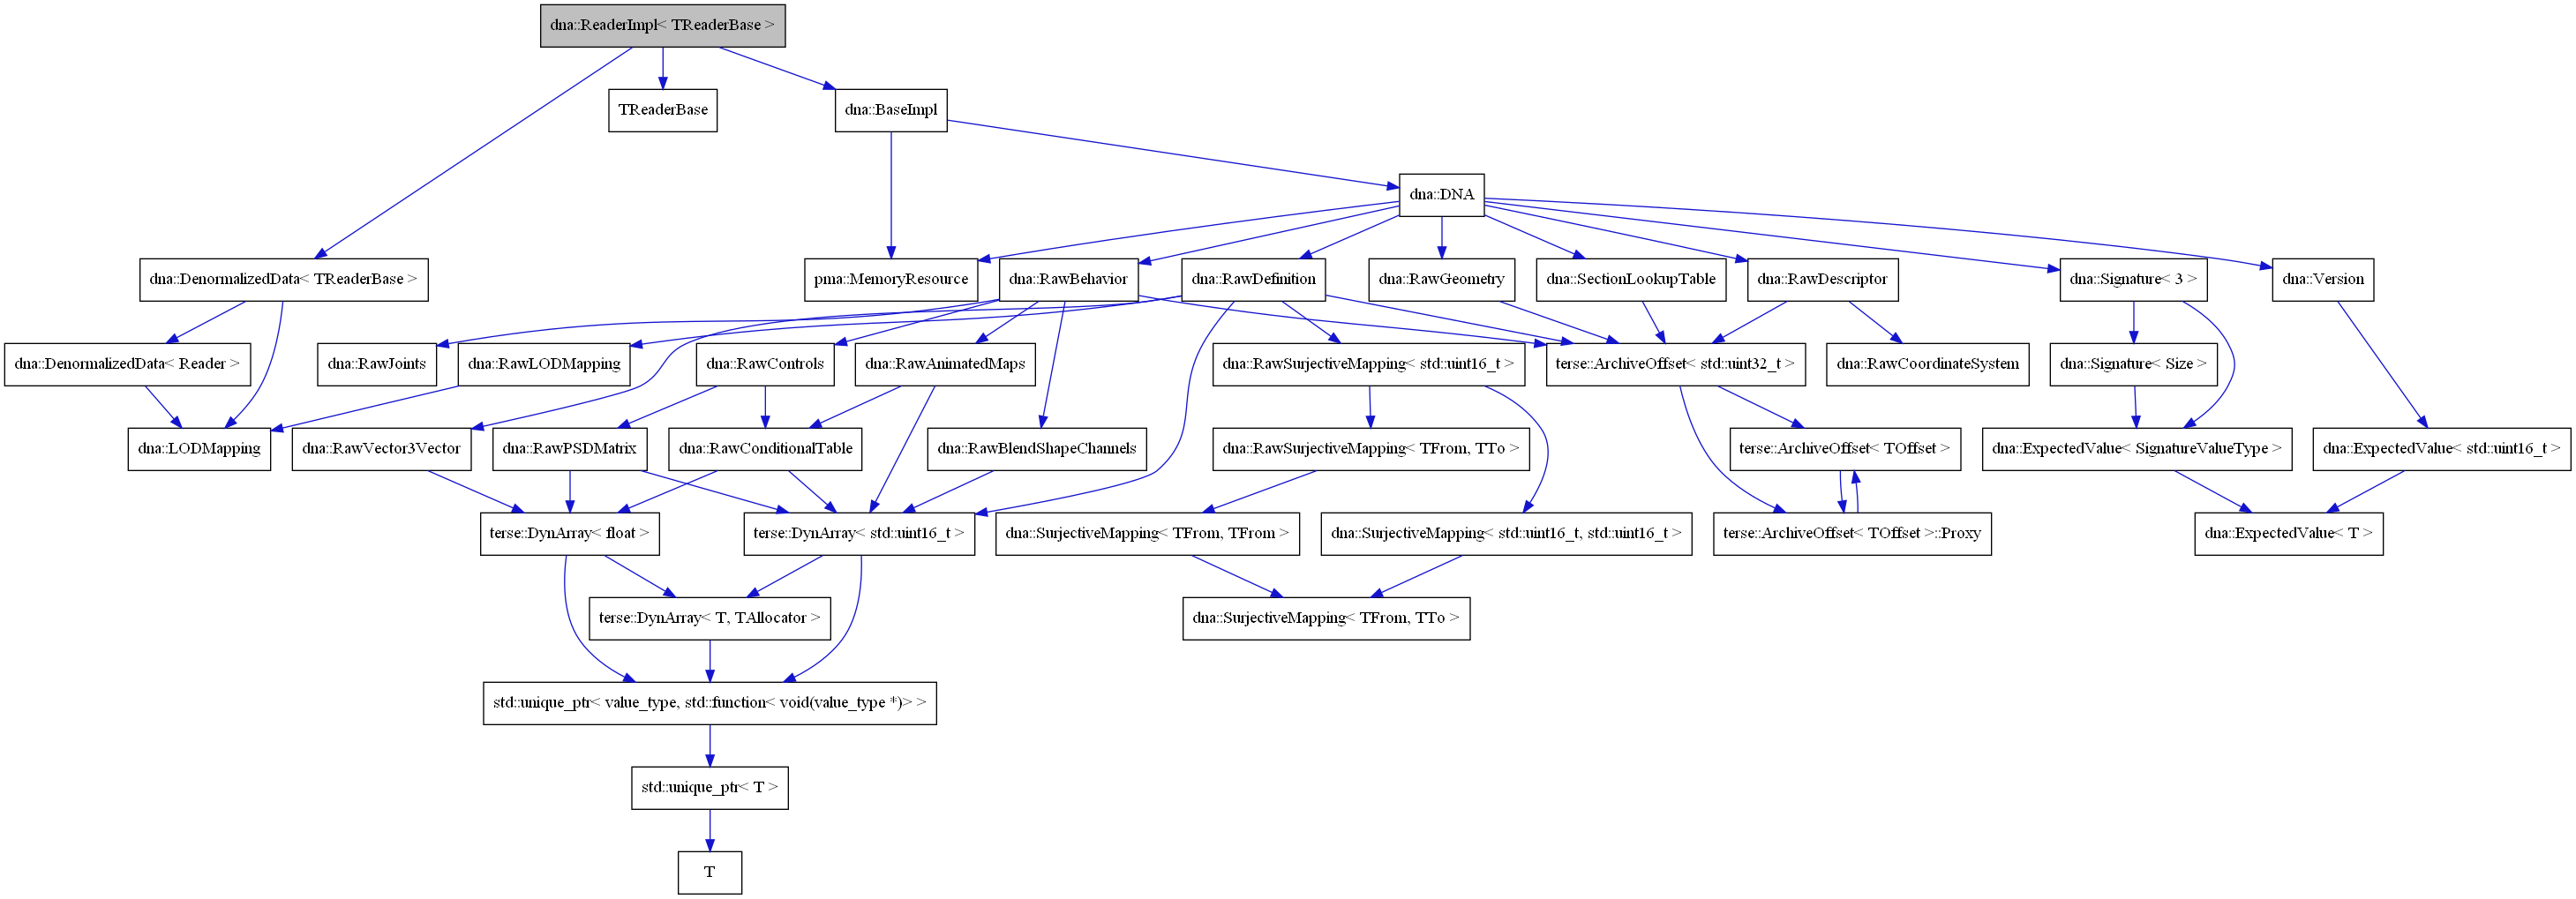 dna::ReaderImpl< TReaderBase >
TReaderBase
dna::BaseImpl
dna::DNA
dna::DenormalizedData< TReaderBase >
pma::MemoryResource
dna::RawBehavior
dna::RawDefinition
dna::RawGeometry
dna::SectionLookupTable
dna::RawDescriptor
dna::Signature< 3 >
dna::Version
dna::DenormalizedData< Reader >
dna::RawJoints
dna::RawLODMapping
dna::RawControls
dna::RawAnimatedMaps
dna::RawSurjectiveMapping< std::uint16_t >
terse::ArchiveOffset< std::uint32_t >
dna::RawCoordinateSystem
dna::Signature< Size >
dna::LODMapping
dna::RawVector3Vector
dna::RawPSDMatrix
dna::RawConditionalTable
dna::RawBlendShapeChannels
dna::RawSurjectiveMapping< TFrom, TTo >
terse::ArchiveOffset< TOffset >
dna::ExpectedValue< SignatureValueType >
dna::ExpectedValue< std::uint16_t >
terse::DynArray< float >
terse::DynArray< std::uint16_t >
dna::SurjectiveMapping< TFrom, TFrom >
dna::SurjectiveMapping< std::uint16_t, std::uint16_t >
terse::ArchiveOffset< TOffset >::Proxy
dna::ExpectedValue< T >
terse::DynArray< T, TAllocator >
dna::SurjectiveMapping< TFrom, TTo >
std::unique_ptr< value_type, std::function< void(value_type *)> >
std::unique_ptr< T >
T